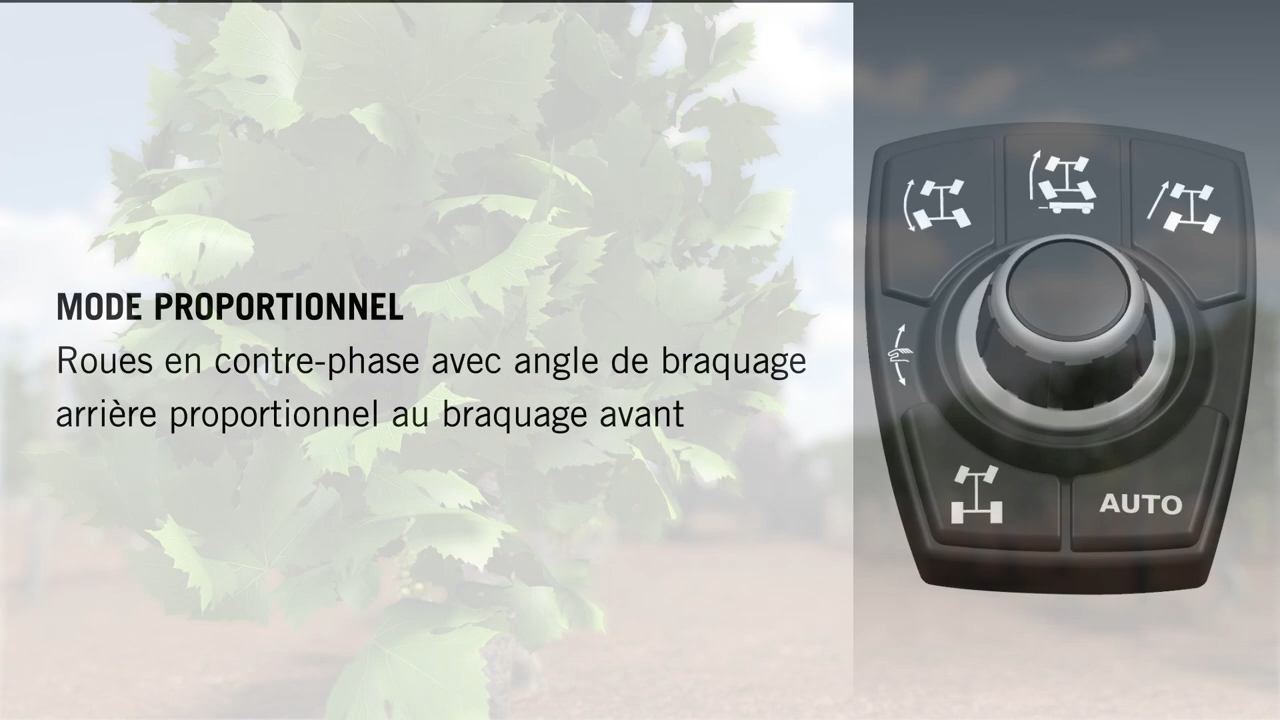 MODE PROPORTIONNEL
Roues en contre-phase avec angle de braquage
arrière proportionnel au braquage avant
AUTO